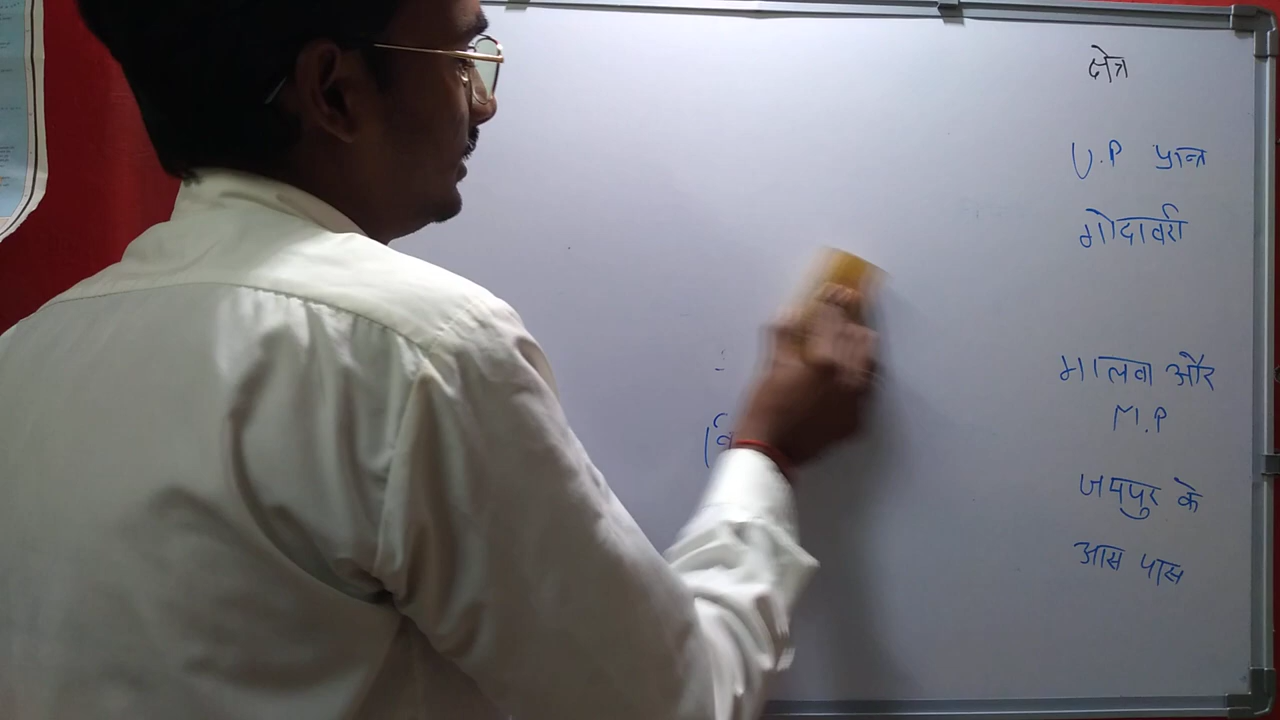 क्षेत्र
U.P प्रान्त
गोदावरी
मालवा और
M.P
जयपुर के
आस पास